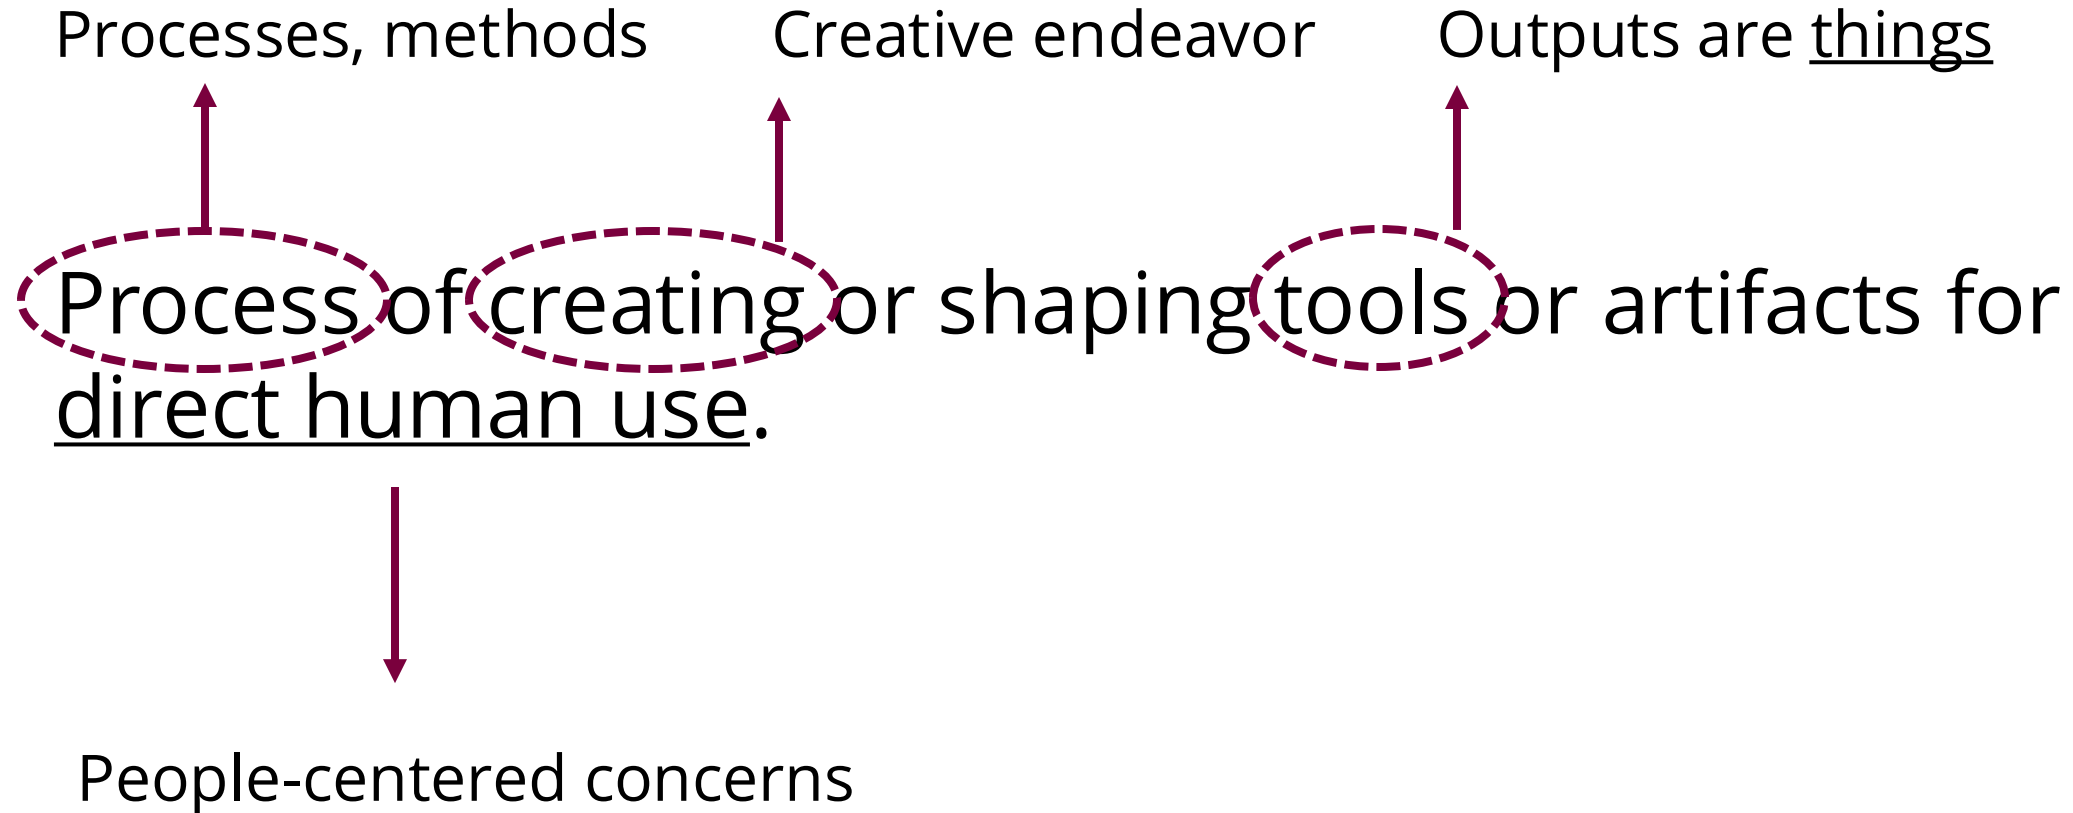 Processes, methods
Creative endeavor
Outputs are things
Process of creating or shaping tools or artifacts for
direct human use.
People-centered concerns